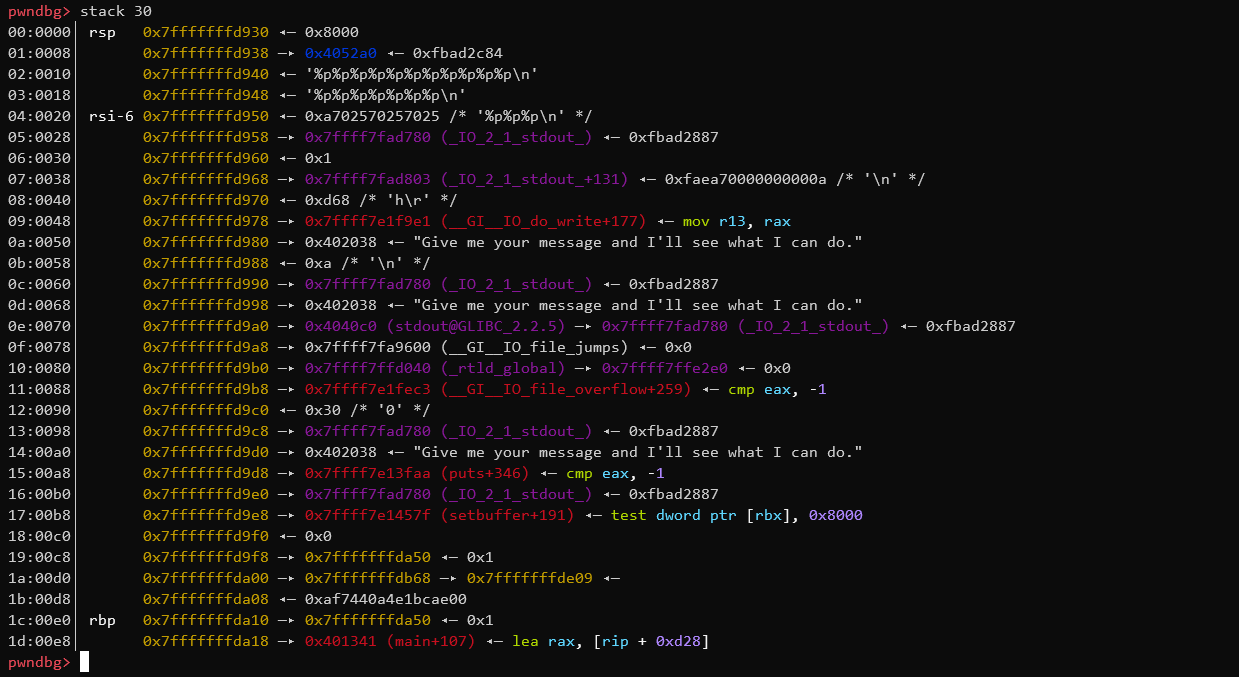 pwndbg> stack 30
00:0000│ rsp   0x7fffffffd930 ◂— 0x8000
01:0008│       0x7fffffffd938 —▸ 0x4052a0 ◂— 0xfbad2c84
02:0010│       0x7fffffffd940 ◂— '%p%p%p%p%p%p%p%p%p%p%p\n'
03:0018│       0x7fffffffd948 ◂— '%p%p%p%p%p%p%p\n'
04:0020│ rsi-6 0x7fffffffd950 ◂— 0xa702570257025 /* '%p%p%p\n' */
05:0028│       0x7fffffffd958 —▸ 0x7ffff7fad780 (_IO_2_1_stdout_) ◂— 0xfbad2887
06:0030│       0x7fffffffd960 ◂— 0x1
07:0038│       0x7fffffffd968 —▸ 0x7ffff7fad803 (_IO_2_1_stdout_+131) ◂— 0xfaea70000000000a /* '\n' */
08:0040│       0x7fffffffd970 ◂— 0xd68 /* 'h\r' */
09:0048│       0x7fffffffd978 —▸ 0x7ffff7e1f9e1 (__GI__IO_do_write+177) ◂— mov r13, rax
0a:0050│       0x7fffffffd980 —▸ 0x402038 ◂— "Give me your message and I'll see what I can do."
0b:0058│       0x7fffffffd988 ◂— 0xa /* '\n' */
0c:0060│       0x7fffffffd990 —▸ 0x7ffff7fad780 (_IO_2_1_stdout_) ◂— 0xfbad2887
0d:0068│       0x7fffffffd998 —▸ 0x402038 ◂— "Give me your message and I'll see what I can do."
0e:0070│       0x7fffffffd9a0 —▸ 0x4040c0 (stdout@GLIBC_2.2.5) —▸ 0x7ffff7fad780 (_IO_2_1_stdout_) ◂— 0xfbad2887
0f:0078│       0x7fffffffd9a8 —▸ 0x7ffff7fa9600 (__GI__IO_file_jumps) ◂— 0x0
10:0080│       0x7fffffffd9b0 —▸ 0x7ffff7ffd040 (_rtld_global) —▸ 0x7ffff7ffe2e0 ◂— 0x0
11:0088│       0x7fffffffd9b8 —▸ 0x7ffff7e1fec3 (__GI__IO_file_overflow+259) ◂— cmp eax, -1
12:0090│       0x7fffffffd9c0 ◂— 0x30 /* '0' */
13:0098│       0x7fffffffd9c8 —▸ 0x7ffff7fad780 (_IO_2_1_stdout_) ◂— 0xfbad2887
14:00a0│       0x7fffffffd9d0 —▸ 0x402038 ◂— "Give me your message and I'll see what I can do."
15:00a8│       0x7fffffffd9d8 —▸ 0x7ffff7e13faa (puts+346) ◂— cmp eax, -1
16:00b0│       0x7fffffffd9e0 —▸ 0x7ffff7fad780 (_IO_2_1_stdout_) ◂— 0xfbad2887
17:00b8│       0x7fffffffd9e8 —▸ 0x7ffff7e1457f (setbuffer+191) ◂— test dword ptr [rbx], 0x8000
18:00c0│       0x7fffffffd9f0 ◂— 0x0
19:00c8│       0x7fffffffd9f8 —▸ 0x7fffffffda50 ◂— 0x1
1a:00d0│       0x7fffffffda00 —▸ 0x7fffffffdb68 —▸ 0x7fffffffde09 ◂—
1b:00d8│       0x7fffffffda08 ◂— 0xaf7440a4e1bcae00
1c:00e0│ rbp   0x7fffffffda10 —▸ 0x7fffffffda50 ◂— 0x1
1d:00e8│       0x7fffffffda18 —▸ 0x401341 (main+107) ◂— lea rax, [rip + 0xd28]
pwndbg>